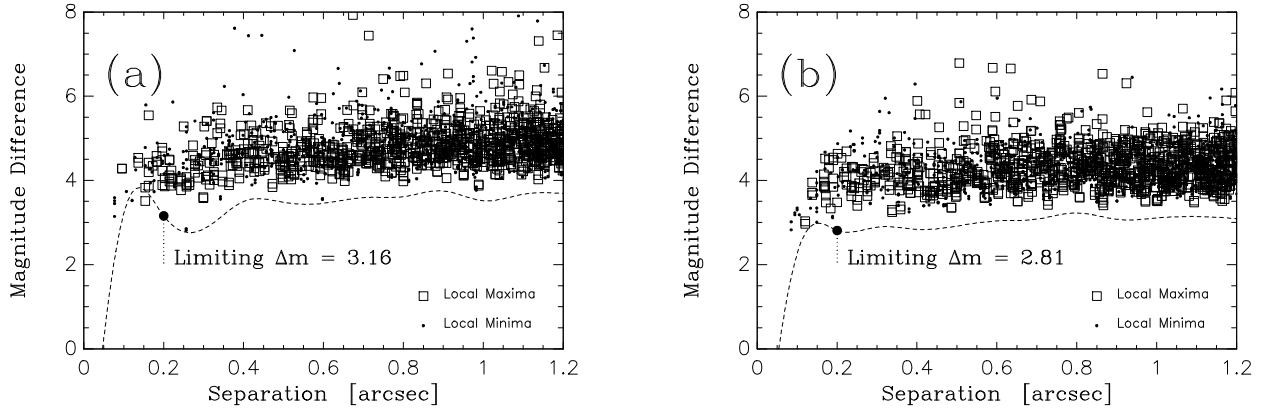 8
6
4
2
0
Magnitude Difference
(a)
Limiting Δm = 3.16
Local Maxima
Local Minima
0 0.2 0.4 0.6 0.8 1 1.2
Separation [arcsec]
8
6
4
2
0
Magnitude Difference
(b)
Limiting Δm = 2.81
Local Maxima
Local Minima
0 0.2 0.4 0.6 0.8 1 1.2
Separation [arcsec]